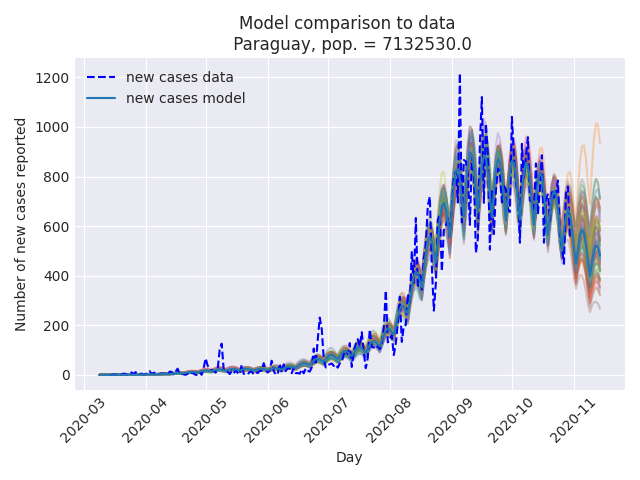 Model comparison to data
Paraguay, pop. = 7132530.0
Number of new cases reported
1200
1000
800
600
400
200
0
new cases data
new cases model
2020-03
2020-04
2020-05
2020-06
2020-07
2020-08
2020-09
2020-10
2020-11
Day